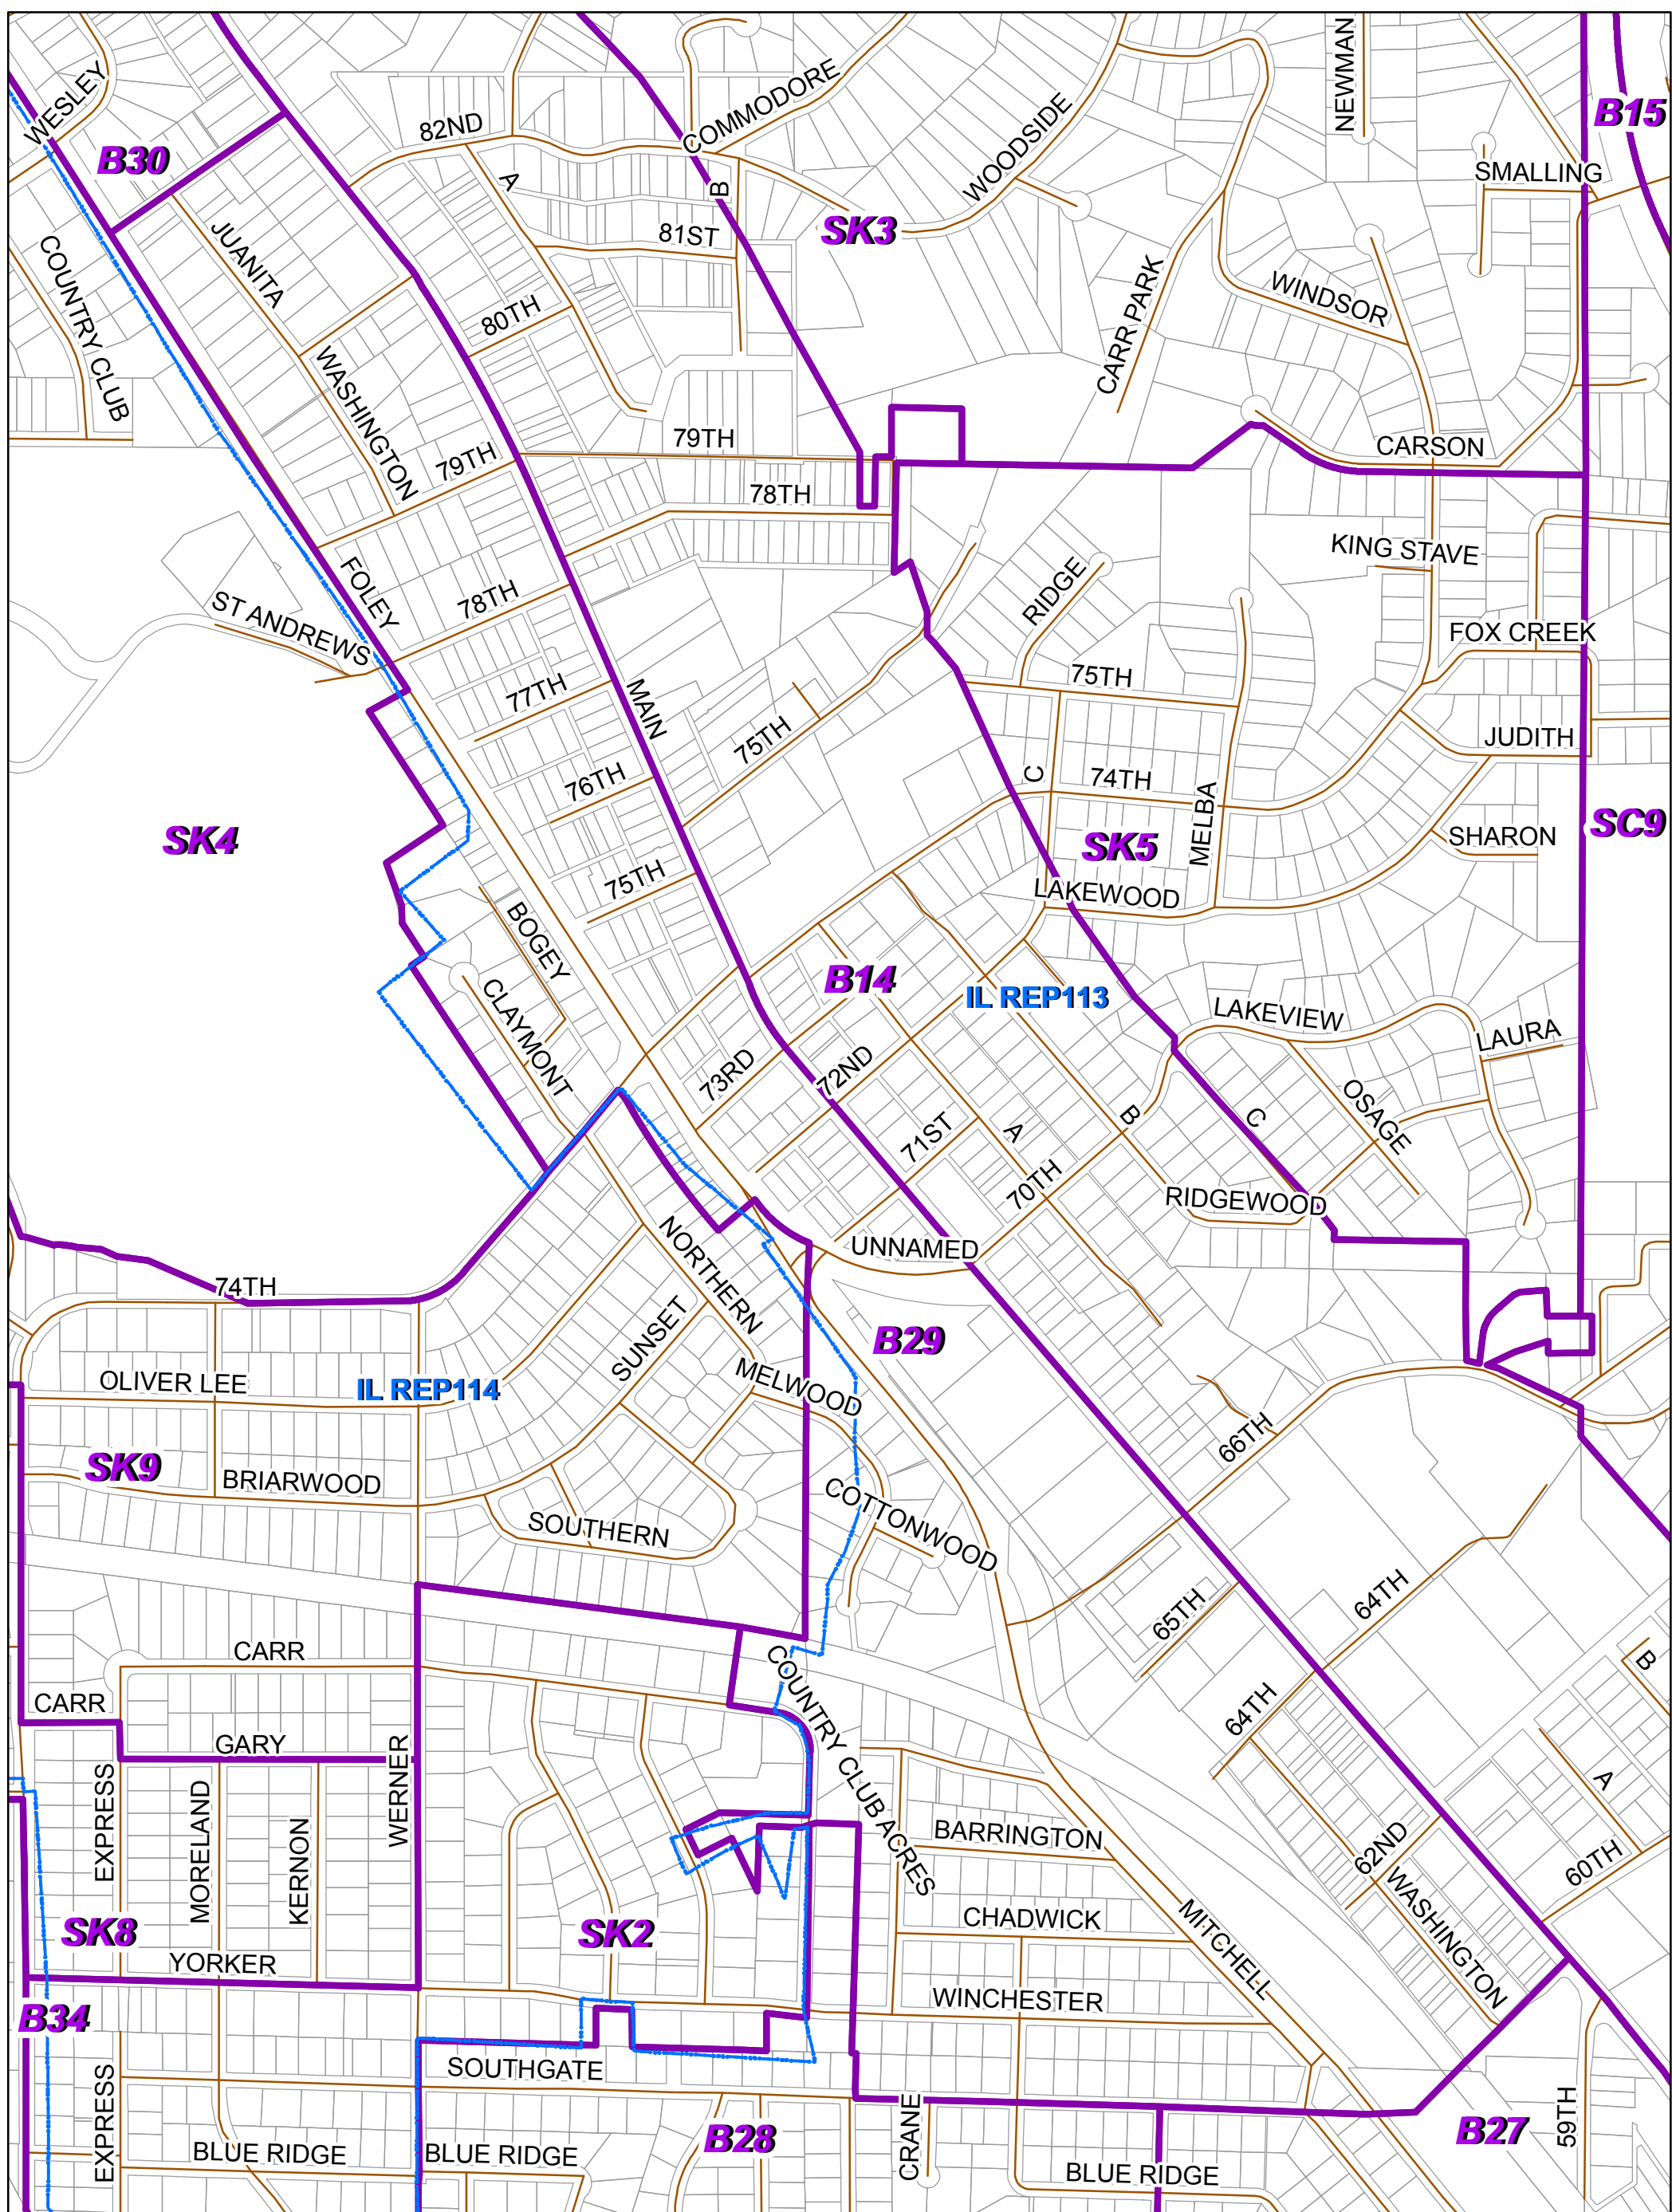 NEWMAN
WESLEY
COMMODORE
B15
82ND
WOODSIDE
B30
SMALLING
A
B
SK3
81ST
JUANITA
COUNTRY CLUB
CARR PARK
WINDSOR
80TH
WASHINGTON
79TH
CARSON
79TH
78TH
KING STAVE
RIDGE
FOLEY
78TH
ST ANDREWS
FOX CREEK
75TH
77TH
MAIN
75TH
JUDITH
C
74TH
76TH
MELBA
SC9
SK4
SK5
SHARON
75TH
LAKEWOOD
BOGEY
B14
IL REP113
CLAYMONT
LAKEVIEW
LAURA
73RD
72ND
OSAGE
C
B
71ST
A
70TH
RIDGEWOOD
NORTHERN
UNNAMED
74TH
SUNSET
B29
OLIVER LEE
IL REP114
MELWOOD
66TH
SK9
BRIARWOOD
COTTONWOOD
SOUTHERN
64TH
65TH
CARR
B
COUNTRY CLUB ACRES
CARR
64TH
GARY
A
EXPRESS
MORELAND
KERNON
WERNER
BARRINGTON
62ND
60TH
WASHINGTON
SK8
SK2
CHADWICK
MITCHELL
YORKER
WINCHESTER
B34
SOUTHGATE
EXPRESS
CRANE
59TH
B28
B27
BLUE RIDGE
BLUE RIDGE
BLUE RIDGE